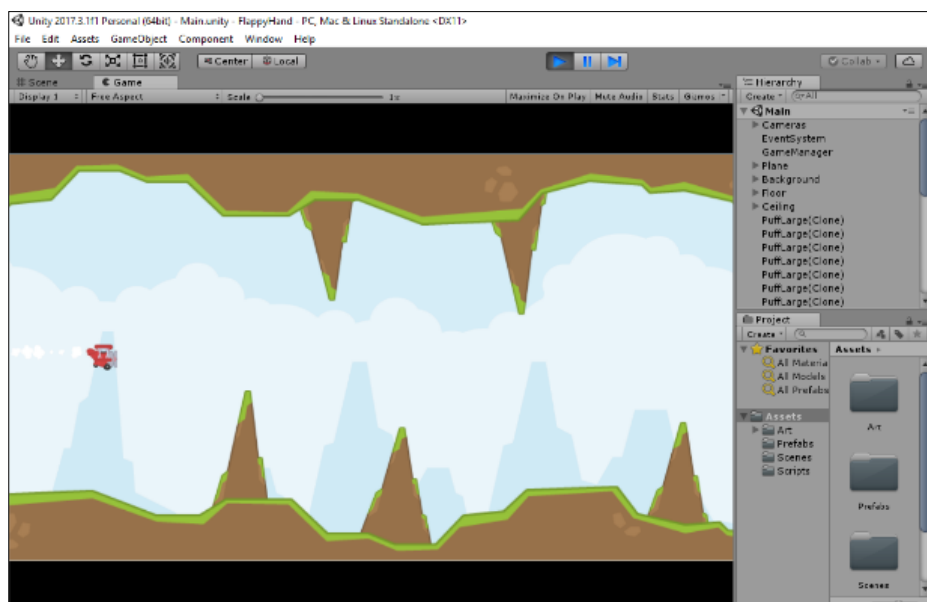 Unity 2017.3.1f1 Personal (64bit) - Main.unity - FlappyHand - PC, Mac & Linux Standalone <DX11>
File Edit Assets GameObject Component Window Help
Center Local Collab
Scene Game
Display 1 Free Aspect Scale 1x Maximize On Play Mute Audio Stats Gizmos
Hierarchy
Create All
Main
Cameras
EventSystem
GameManager
Plane
Background
Floor
Ceiling
PuffLarge(Clone)
PuffLarge(Clone)
PuffLarge(Clone)
PuffLarge(Clone)
PuffLarge(Clone)
PuffLarge(Clone)
PuffLarge(Clone)
Project
Create
Favorites
All Materia
All Models
All Prefabs
Assets
Art
Prefabs
Scenes
Scripts
Assets
Art
Prefabs
Scenes